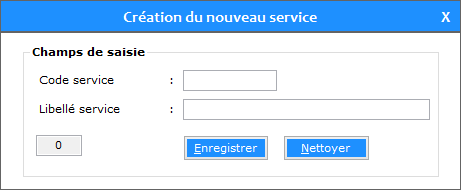 Création du nouveau service X
Champs de saisie
Code service :
Libellé service :
0 Enregistrer Nettoyer